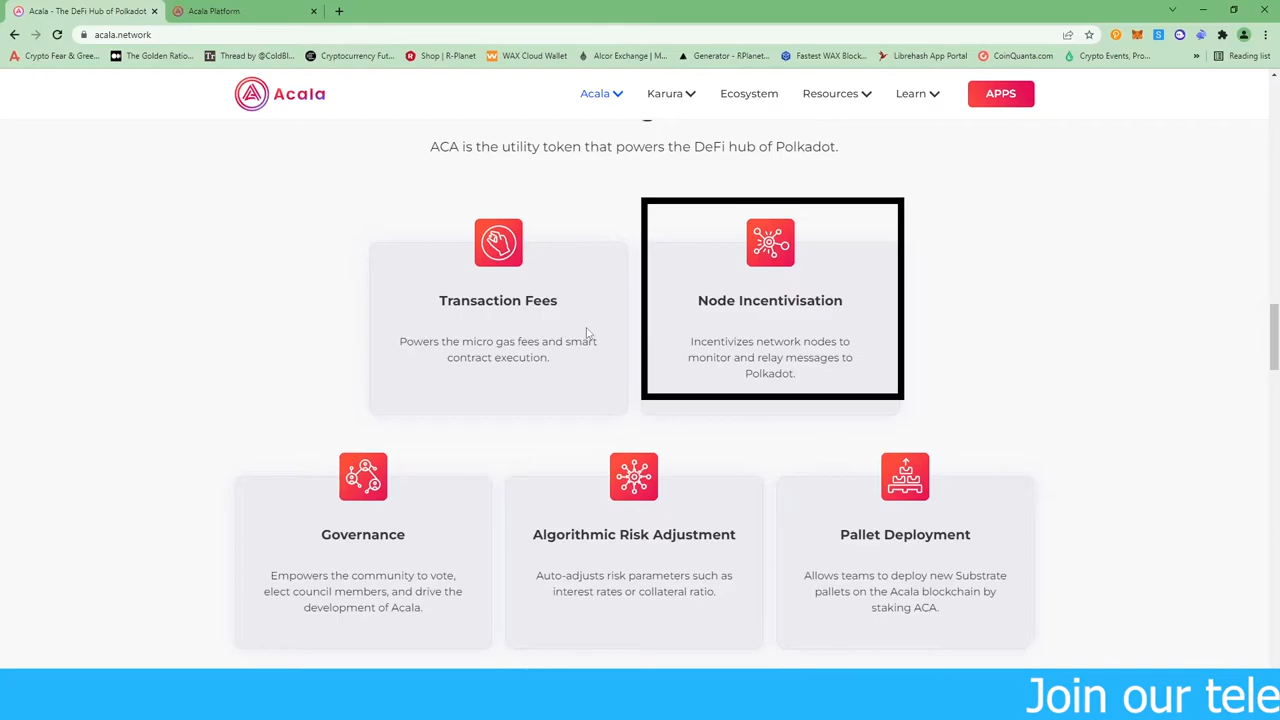 Acala - The DeFi Hub of Polkadot
Acala Platform
acala.network
Crypto Fear & Gree...
The Golden Ratio...
Thread by @ColdBl...
Cryptocurrency Fut...
Shop | R-Planet
WAX Cloud Wallet
Alcor Exchange | M...
Generator - RPlanet...
Fastest WAX Block...
Librehash App Portal
CoinQuanta.com
Crypto Events, Pro...
Reading list
Acala
Acala
Karura
Ecosystem
Resources
Learn
APPS
ACA is the utility token that powers the DeFi hub of Polkadot.
Transaction Fees
Powers the micro gas fees and smart
contract execution.
Node Incentivisation
Incentivizes network nodes to
monitor and relay messages to
Polkadot.
Governance
Empowers the community to vote,
elect council members, and drive the
development of Acala.
Algorithmic Risk Adjustment
Auto-adjusts risk parameters such as
interest rates or collateral ratio.
Pallet Deployment
Allows teams to deploy new Substrate
pallets on the Acala blockchain by
staking ACA.
Join our tele